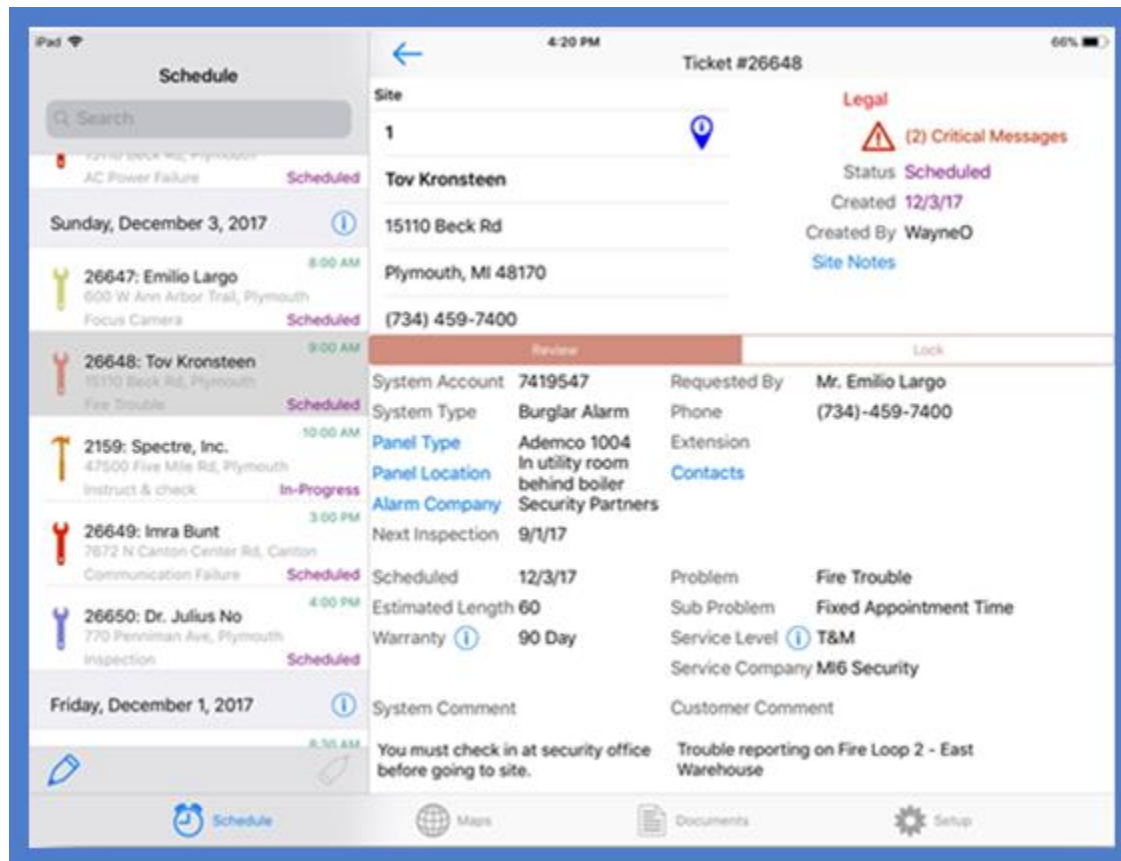 iPad
4:20 PM
66%
Schedule
Search
15110 Beck Rd, Plymouth
AC Power Failure Scheduled
Sunday, December 3, 2017
8:00 AM
26647: Emilio Largo
600 W Ann Arbor Trail, Plymouth
Focus Camera Scheduled
9:00 AM
26648: Tov Kronsteen
15110 Beck Rd, Plymouth
Fire Trouble Scheduled
10:00 AM
2159: Spectre, Inc.
47500 Five Mile Rd, Plymouth
Instruct & check In-Progress
3:00 PM
26649: Imra Bunt
7672 N Canton Center Rd, Canton
Communication Failure Scheduled
4:00 PM
26650: Dr. Julius No
770 Penniman Ave, Plymouth
Inspection Scheduled
Friday, December 1, 2017
8:30 AM
Ticket #26648
Site
1
Tov Kronsteen
15110 Beck Rd
Plymouth, MI 48170
(734) 459-7400
Legal
(2) Critical Messages
Status Scheduled
Created 12/3/17
Created By WayneO
Site Notes
Review Lock
System Account 7419547 Requested By Mr. Emilio Largo
System Type Burglar Alarm Phone (734)-459-7400
Panel Type Ademco 1004 Extension
Panel Location In utility room behind boiler Contacts
Alarm Company Security Partners
Next Inspection 9/1/17
Scheduled 12/3/17 Problem Fire Trouble
Estimated Length 60 Sub Problem Fixed Appointment Time
Warranty 90 Day Service Level T&M
Service Company MI6 Security
System Comment Customer Comment
You must check in at security office
before going to site.
Trouble reporting on Fire Loop 2 - East
Warehouse
Schedule Maps Documents Setup